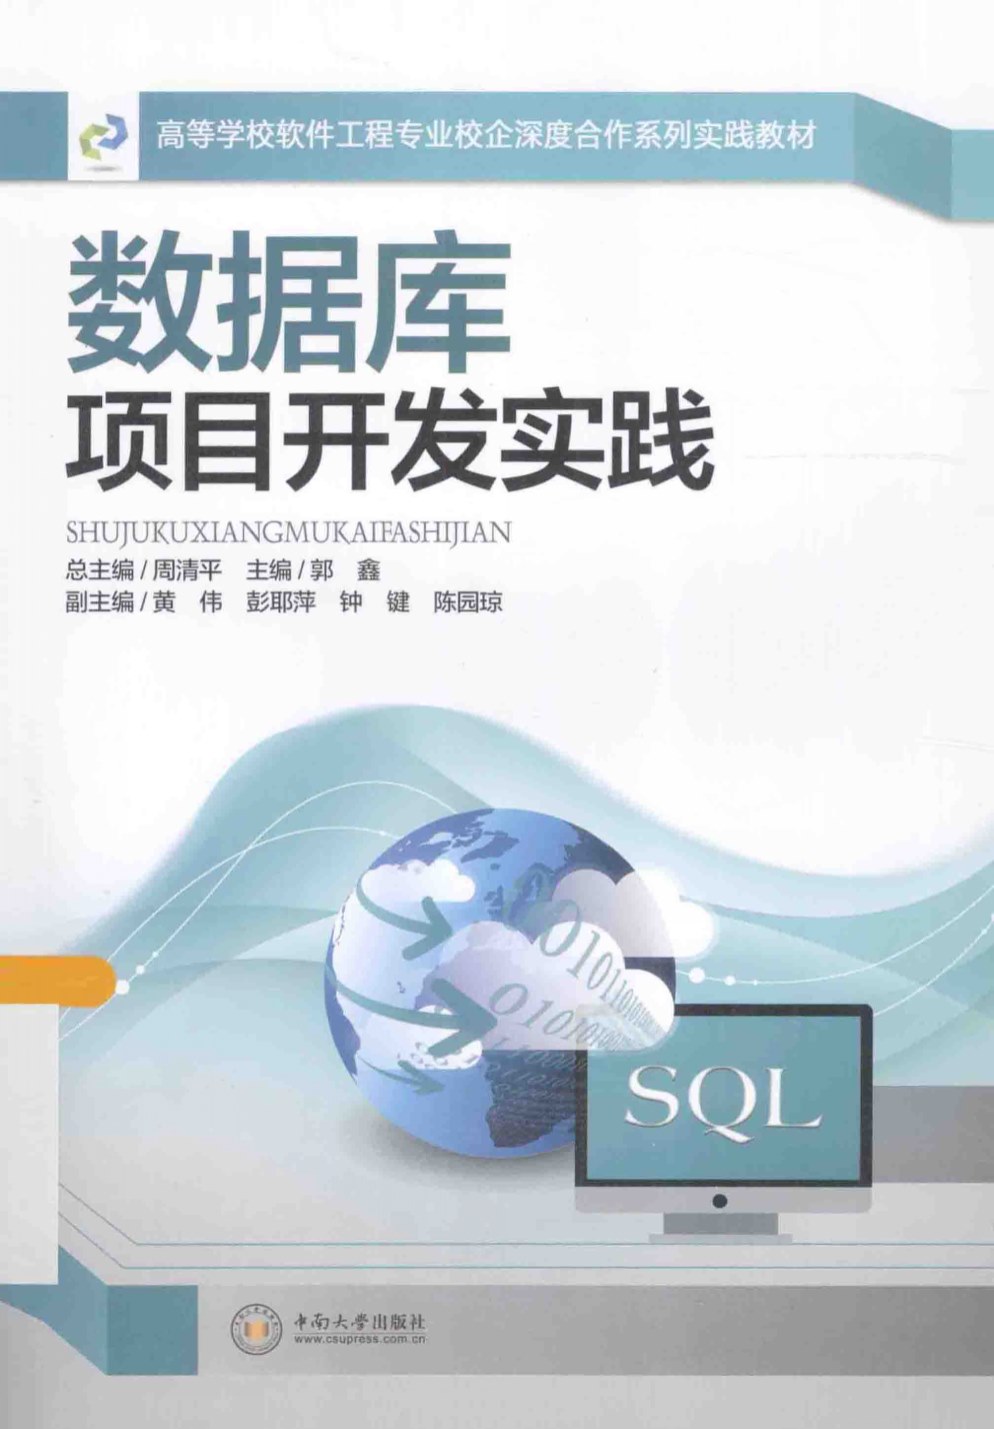 高等学校软件工程专业校企深度合作系列实践教材
数据库
项目开发实践
SHUJUKUXIANGMUKAIFASHIJIAN
总主编/周清平 主编/郭 鑫
副主编/黄 伟 彭耶萍 钟 键 陈园琼
SQL
中南大学出版社
www.csupress.com.cn